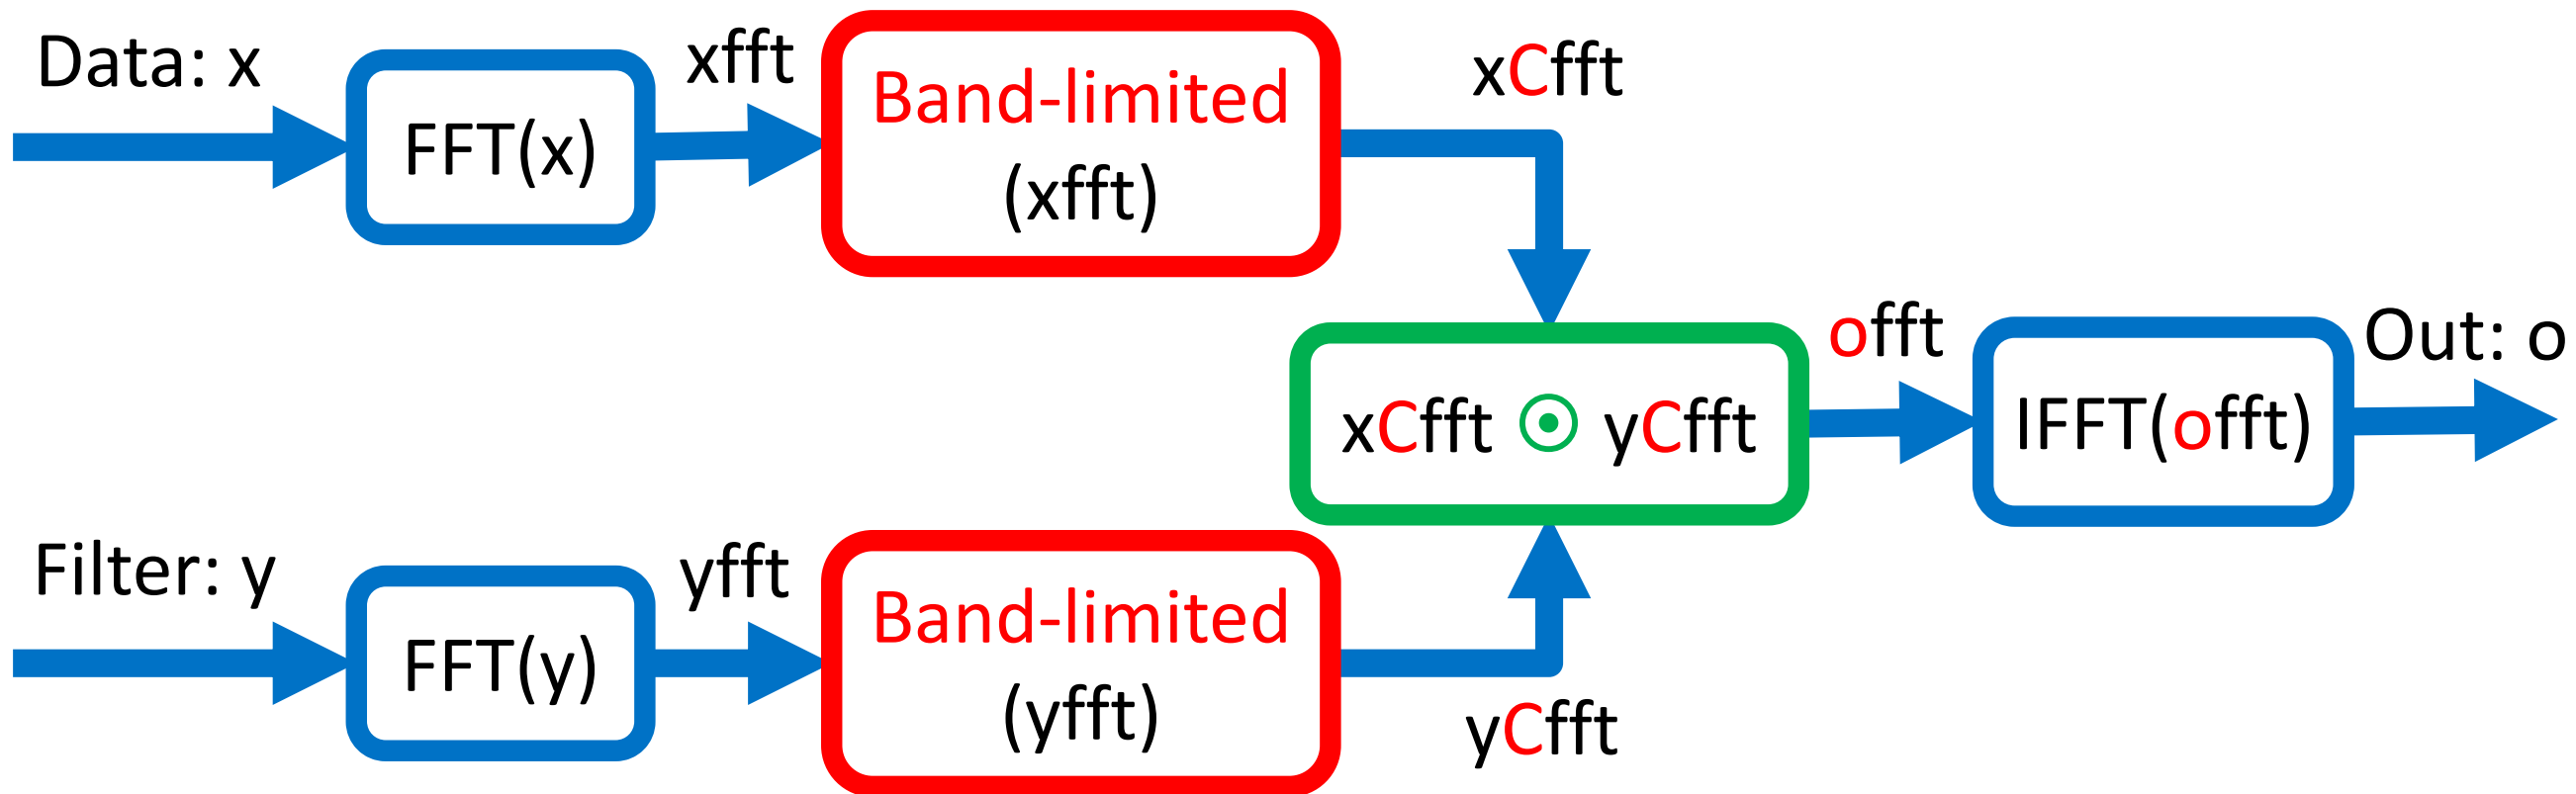 Data: x
FFT(x)
xfft
Band-limited
(xfft)
xCfft
xCfft ⊙ yCfft
offt
IFFT(offt)
Out: o
Filter: y
FFT(y)
yfft
Band-limited
(yfft)
yCfft